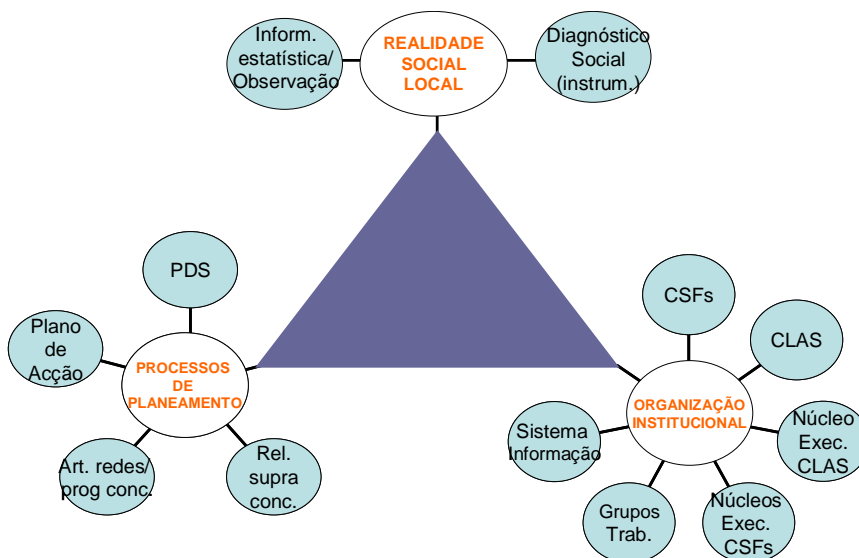 Inform.
estatística/
Observação
REALIDADE
SOCIAL
LOCAL
Diagnóstico
Social
(instrum.)
PDS
Plano
de
Acção
PROCESSOS
DE
PLANEAMENTO
Art. redes/
prog conc.
Rel.
supra
conc.
CSFs
CLAS
ORGANIZAÇÃO
INSTITUCIONAL
Sistema
Informação
Núcleo
Exec.
CLAS
Grupos
Trab.
Núcleos
Exec.
CSFs